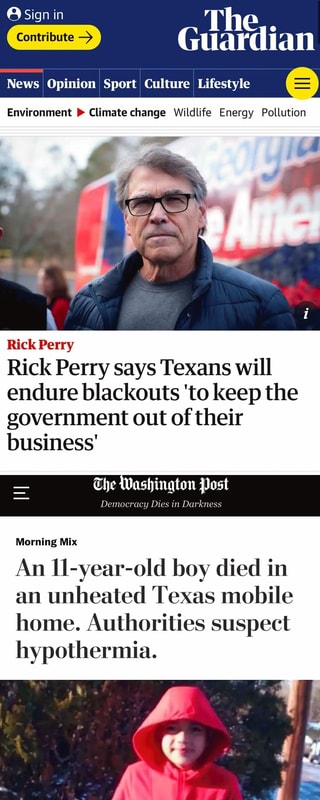 Sign in
Contribute →
The
Guardian
News Opinion Sport Culture Lifestyle
Environment ▶ Climate change Wildlife Energy Pollution
Georgia
Ame
i
Rick Perry
Rick Perry says Texans will
endure blackouts 'to keep the
government out of their
business'
The Washington Post
Democracy Dies in Darkness
Morning Mix
An 11-year-old boy died in
an unheated Texas mobile
home. Authorities suspect
hypothermia.